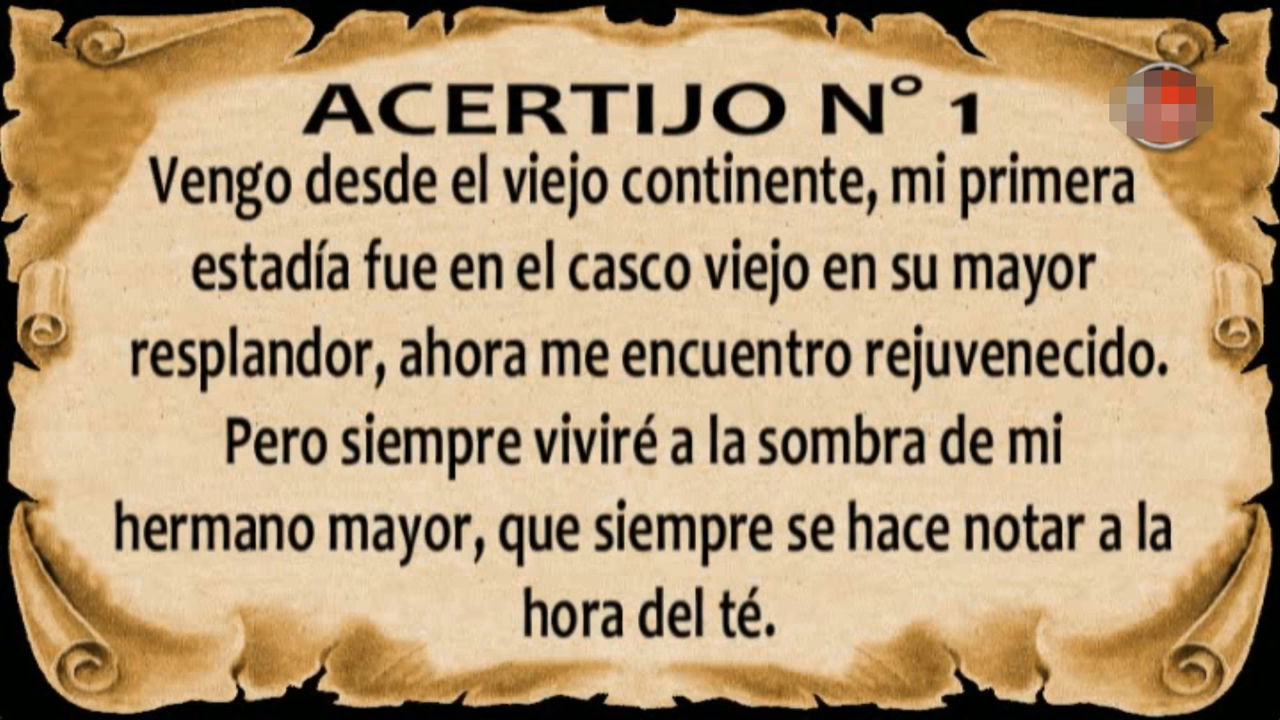 ACERTIJO N° 1
Vengo desde el viejo continente, mi primera
estadía fue en el casco viejo en su mayor
resplandor, ahora me encuentro rejuvenecido.
Pero siempre viviré a la sombra de mi
hermano mayor, que siempre se hace notar a la
hora del té.